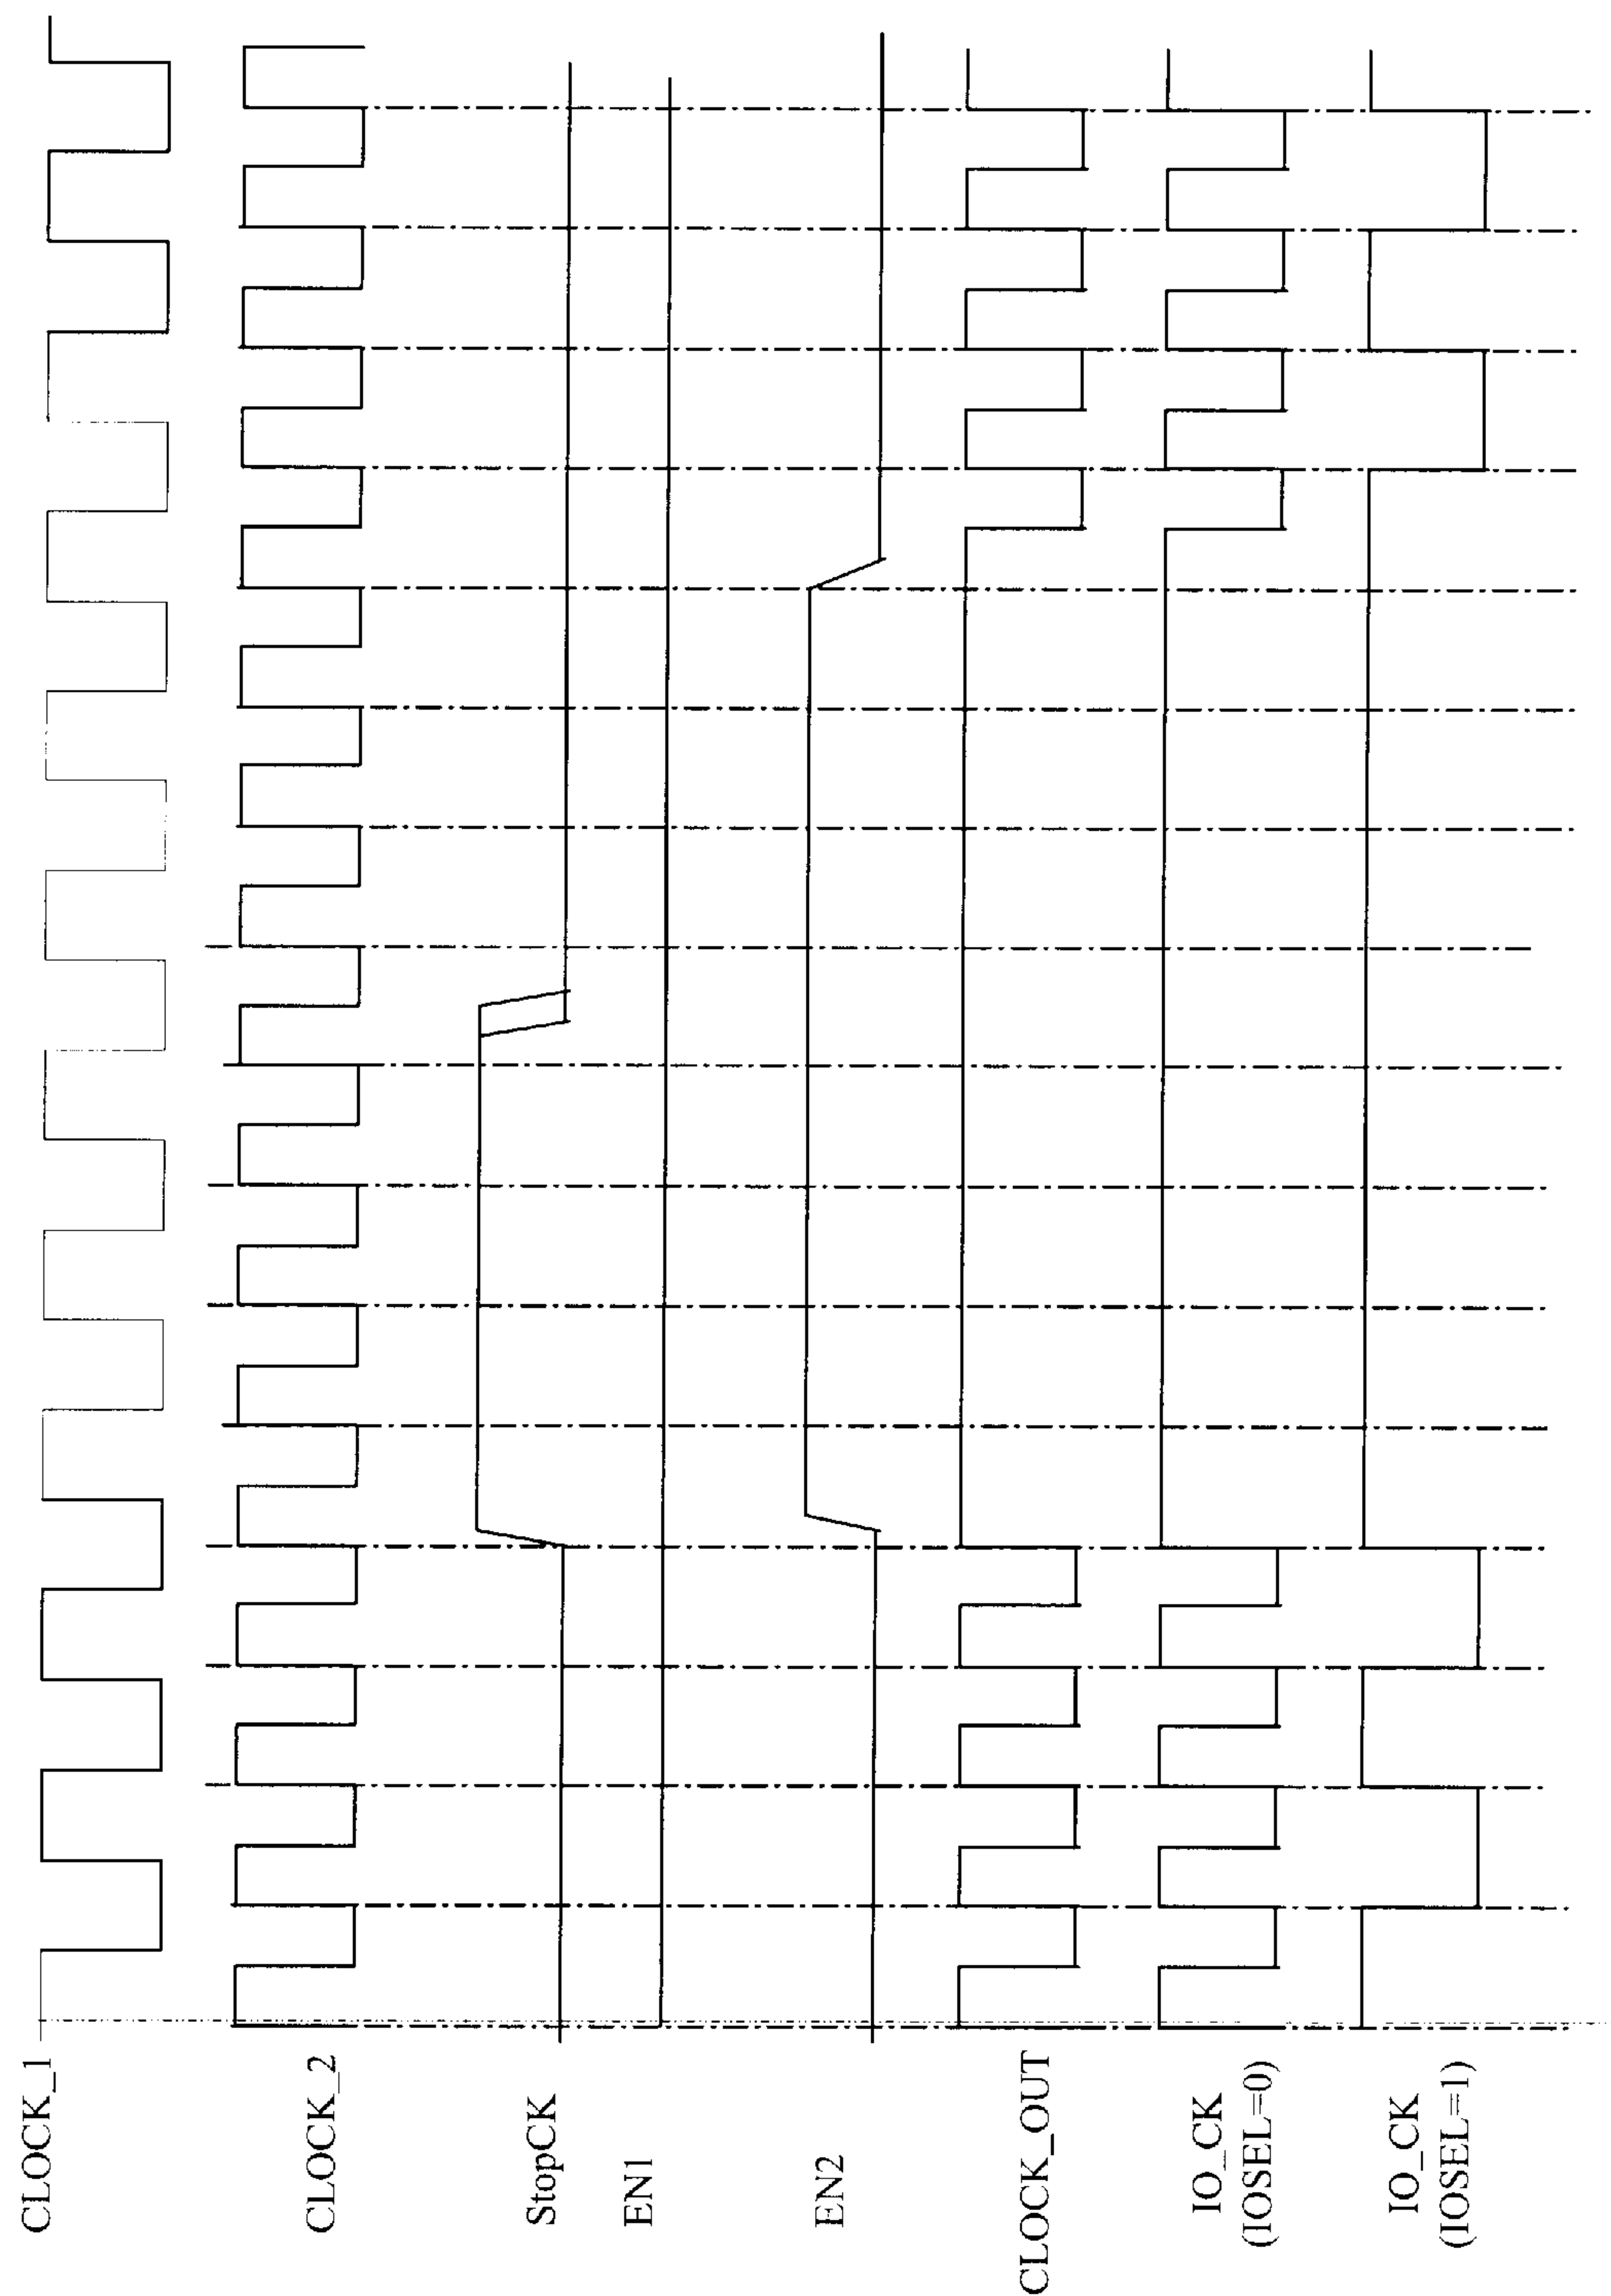 CLOCK_1
CLOCK_2
StopCK
EN1
EN2
CLOCK_OUT
IO_CK
(IOSEL=0)
IO_CK
(IOSEL=1)